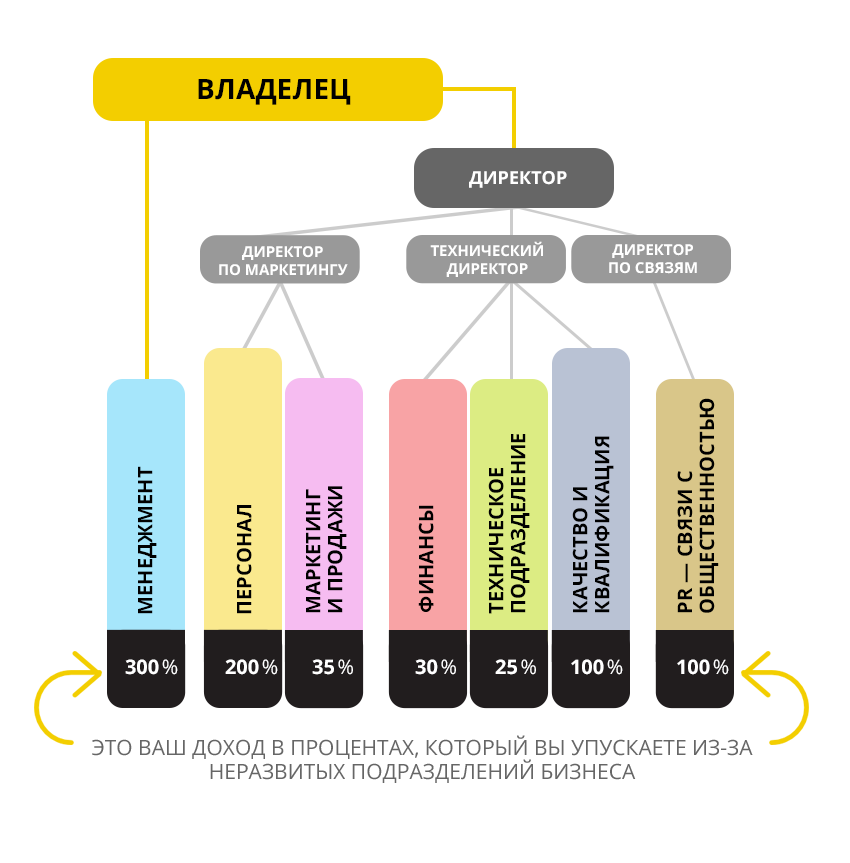 ВЛАДЕЛЕЦ
ДИРЕКТОР
ДИРЕКТОР
ПО МАРКЕТИНГУ
ТЕХНИЧЕСКИЙ
ДИРЕКТОР
ДИРЕКТОР
ПО СВЯЗЯМ
МЕНЕДЖМЕНТ
ПЕРСОНАЛ
МАРКЕТИНГ
И ПРОДАЖИ
ФИНАНСЫ
ТЕХНИЧЕСКОЕ
ПОДРАЗДЕЛЕНИЕ
КАЧЕСТВО И
КВАЛИФИКАЦИЯ
PR — СВЯЗИ С
ОБЩЕСТВЕННОСТЬЮ
300 %
200 %
35 %
30 %
25 %
100 %
100 %
ЭТО ВАШ ДОХОД В ПРОЦЕНТАХ, КОТОРЫЙ ВЫ УПУСКАЕТЕ ИЗ-ЗА
НЕРАЗВИТЫХ ПОДРАЗДЕЛЕНИЙ БИЗНЕСА